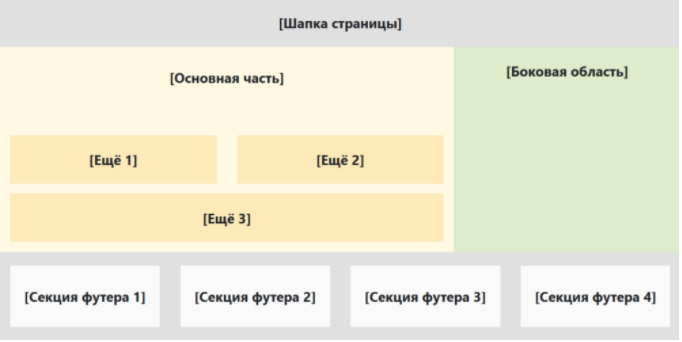 [Шапка страницы]
[Основная часть]
[Боковая область]
[Ещё 1]
[Ещё 2]
[Ещё 3]
[Секция футера 1]
[Секция футера 2]
[Секция футера 3]
[Секция футера 4]